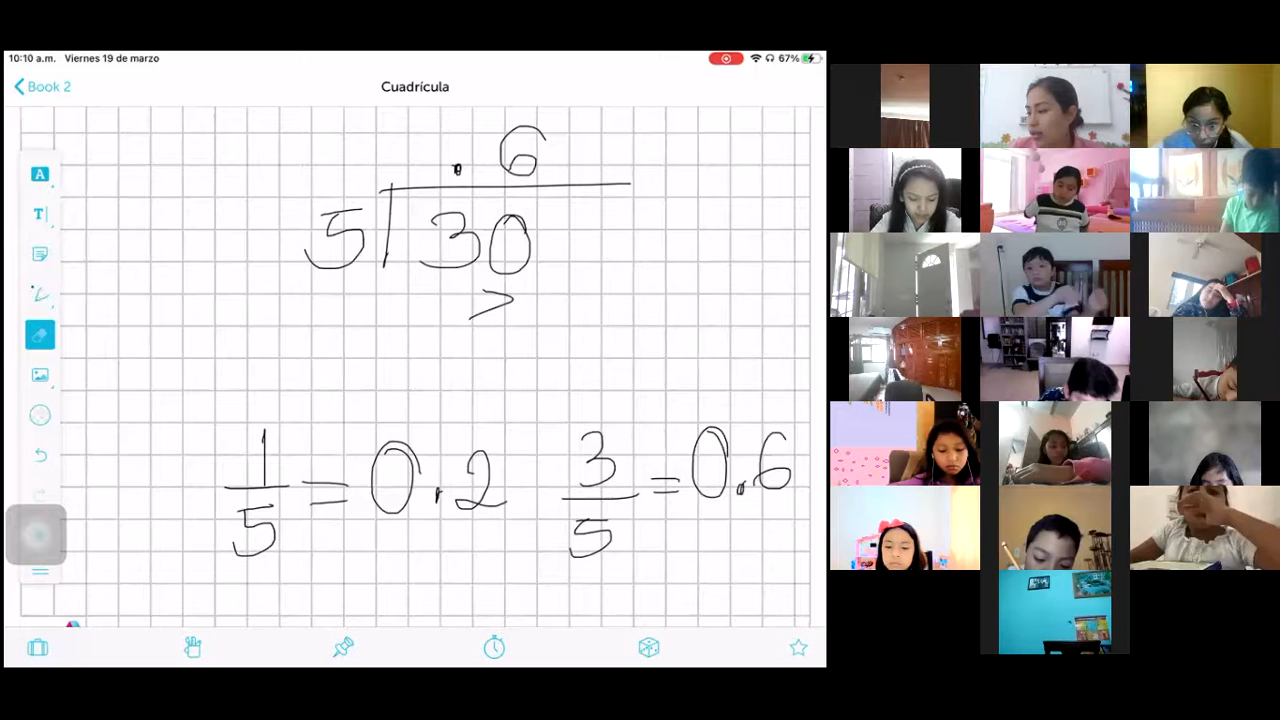 10:10 a.m. Viernes 19 de marzo
67%
Book 2
Cuadrícula
A
T
.6
5 30
>
1/5 = 0.2 3/5 = 0.6